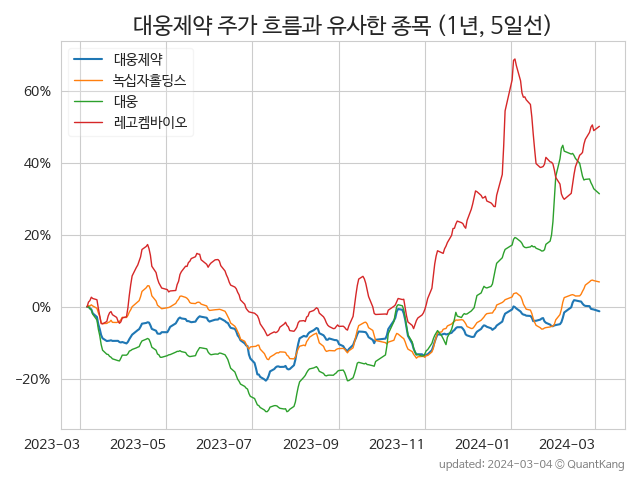 대웅제약 주가 흐름과 유사한 종목 (1년, 5일선)
대웅제약
녹십자홀딩스
대웅
레고켐바이오
60%
40%
20%
0%
−20%
2023-03 2023-05 2023-07 2023-09 2023-11 2024-01 2024-03
updated: 2024-03-04 © QuantKang